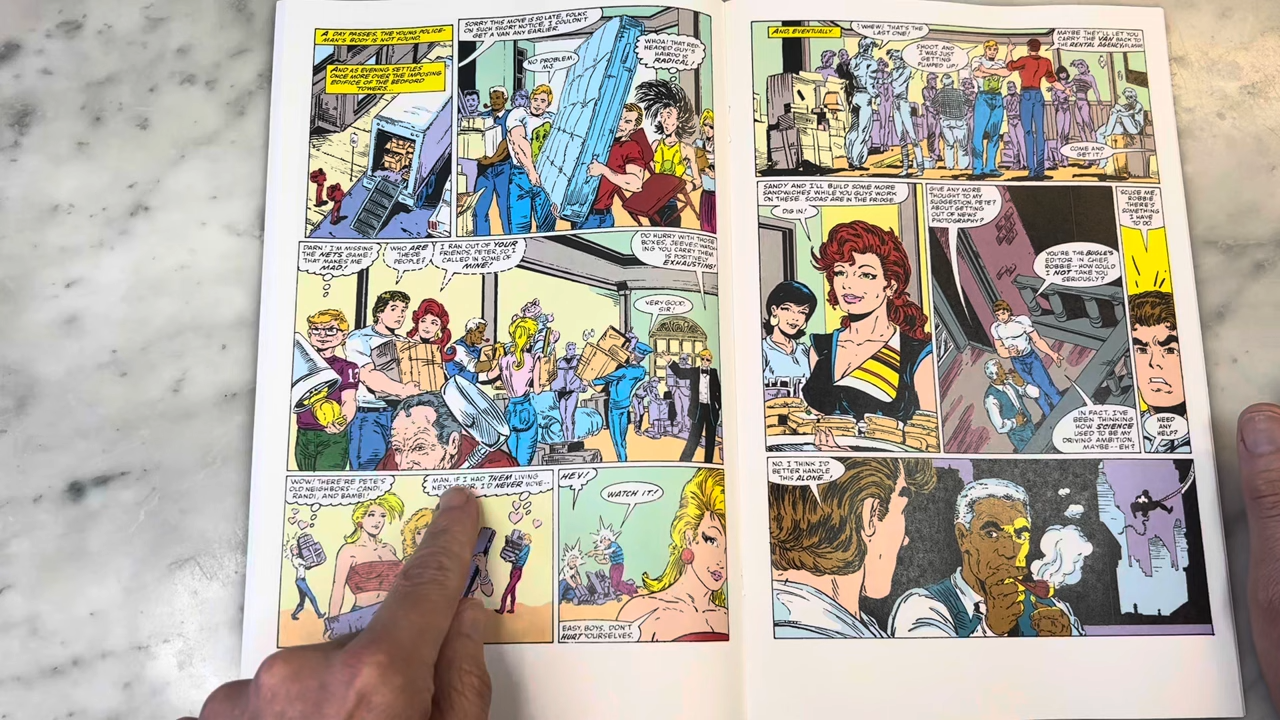 A DAY PASSES. THE YOUNG POLICE-
MAN'S BODY IS NOT FOUND.
AND AS EVENING SETTLES
ONCE MORE OVER THE IMPOSING
EDIFICE OF THE BEDFORD
TOWERS...
SORRY THIS MOVE IS SO LATE, FOLKS.
ON SUCH SHORT NOTICE, I COULDN'T
GET A VAN ANY EARLIER.
NO PROBLEM,
M.J.
WHOA! THAT RED-
HEADED GUY'S
HAIRDO IS
RADICAL!
DARN! I'M MISSING
THE NETS GAME!
THAT MAKES ME
MAD!
WHO ARE
THESE
PEOPLE?
I RAN OUT OF YOUR
FRIENDS, PETER, SO I
CALLED IN SOME OF
MINE!
DO HURRY WITH THOSE
BOXES, JEEVES! WATCH-
ING YOU CARRY THEM
IS POSITIVELY
EXHAUSTING!
VERY GOOD,
SIR!
WOW! THERE'RE PETE'S
OLD NEIGHBORS--CANDI,
RANDI, AND BAMBI!
MAN, IF I HAD THEM LIVING
NEXT DOOR, I'D NEVER MOVE--
HEY!
WATCH IT!
EASY, BOYS. DON'T
HURT YOURSELVES.
AND, EVENTUALLY...
WHEW! THAT'S THE
LAST ONE!
SHOOT, AND
I WAS JUST
GETTING
PUMPED UP!
MAYBE THEY'LL LET YOU
CARRY THE VAN BACK TO
THE RENTAL AGENCY, FLASH!
COME AND
GET IT!
SANDY AND I'LL BUILD SOME MORE
SANDWICHES WHILE YOU GUYS WORK
ON THESE. SODAS ARE IN THE FRIDGE.
DIG IN!
GIVE ANY MORE
THOUGHT TO MY
SUGGESTION, PETE?
ABOUT GETTING
OUT OF NEWS
PHOTOGRAPHY?
YOU'RE THE BUGLE'S
EDITOR IN CHIEF,
ROBBIE--HOW COULD
I NOT TAKE YOU
SERIOUSLY?
IN FACT, I'VE
BEEN THINKING
HOW SCIENCE
USED TO BE MY
DRIVING AMBITION.
MAYBE--EH?
'SCUSE ME,
ROBBIE.
THERE'S
SOMETHING
I HAVE
TO DO.
NEED
ANY
HELP?
NO. I THINK I'D
BETTER HANDLE
THIS ALONE...!